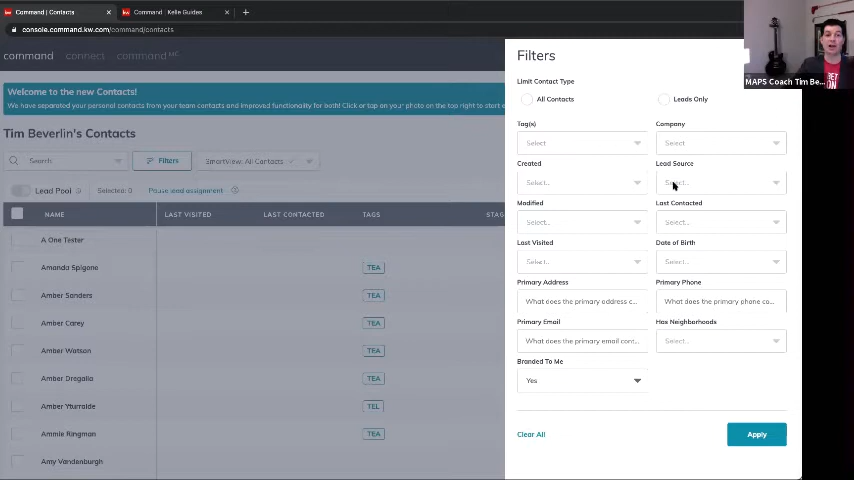 Command | Contacts
Command | Kelle Guides
console.command.kw.com/command/contacts
command connect command MC
Welcome to the new Contacts!
We have separated your personal contacts from your team contacts and improved functionality for both! Click or tap on your photo on the top right to start e
Tim Beverlin's Contacts
Search
Filters
SmartView: All Contacts
Lead Pool
Selected: 0
Pause lead assignment
NAME LAST VISITED LAST CONTACTED TAGS STAG
A One Tester
Amanda Spigone TEA
Amber Sanders TEA
Amber Carey TEA
Amber Watson TEA
Amber Dregalla TEA
Amber Yturralde TEL
Ammie Ringman TEA
Amy Vandenburgh
Filters
Limit Contact Type
All Contacts Leads Only
Tag(s) Company
Select Select
Created Lead Source
Select... Select...
Modified Last Contacted
Select... Select...
Last Visited Date of Birth
Select... Select...
Primary Address Primary Phone
What does the primary address c... What does the primary phone co...
Primary Email Has Neighborhoods
What does the primary email cont... Select...
Branded To Me
Yes
Clear All Apply
MAPS Coach Tim Be...